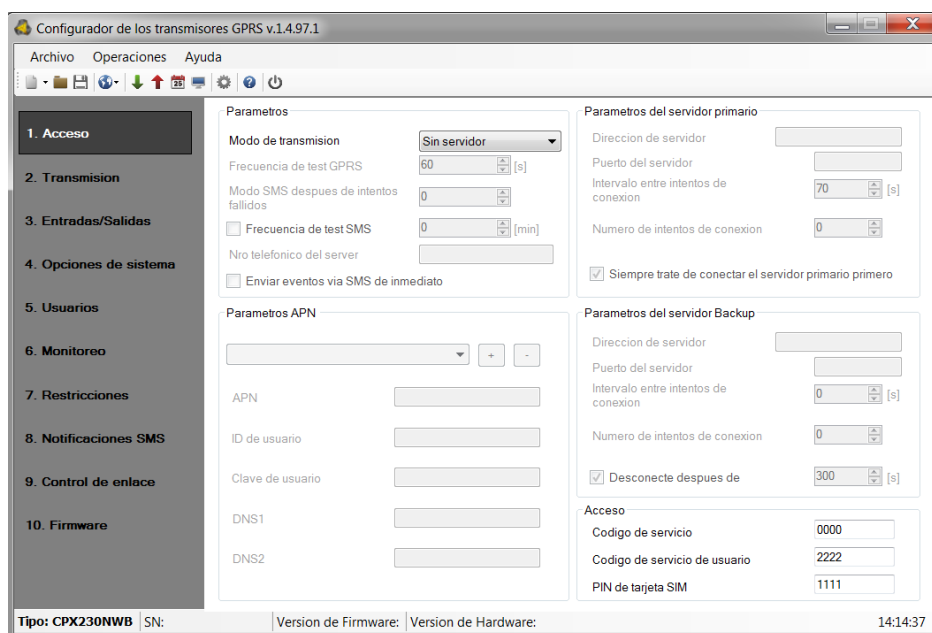 Configurador de los transmisores GPRS v.1.4.97.1
Archivo Operaciones Ayuda
25
1. Acceso
2. Transmision
3. Entradas/Salidas
4. Opciones de sistema
5. Usuarios
6. Monitoreo
7. Restricciones
8. Notificaciones SMS
9. Control de enlace
10. Firmware
Parametros
Modo de transmision Sin servidor
Frecuencia de test GPRS 60 [s]
Modo SMS despues de intentos
fallidos 0
Frecuencia de test SMS 0 [min]
Nro telefonico del server
Enviar eventos via SMS de inmediato
Parametros APN
+ -
APN
ID de usuario
Clave de usuario
DNS1
DNS2
Parametros del servidor primario
Direccion de servidor
Puerto del servidor
Intervalo entre intentos de
conexion 70 [s]
Numero de intentos de conexion 0
Siempre trate de conectar el servidor primario primero
Parametros del servidor Backup
Direccion de servidor
Puerto del servidor
Intervalo entre intentos de
conexion 0 [s]
Numero de intentos de conexion 0
Desconecte despues de 300 [s]
Acceso
Codigo de servicio 0000
Codigo de servicio de usuario 2222
PIN de tarjeta SIM 1111
Tipo: CPX230NWB SN: Version de Firmware: Version de Hardware: 14:14:37